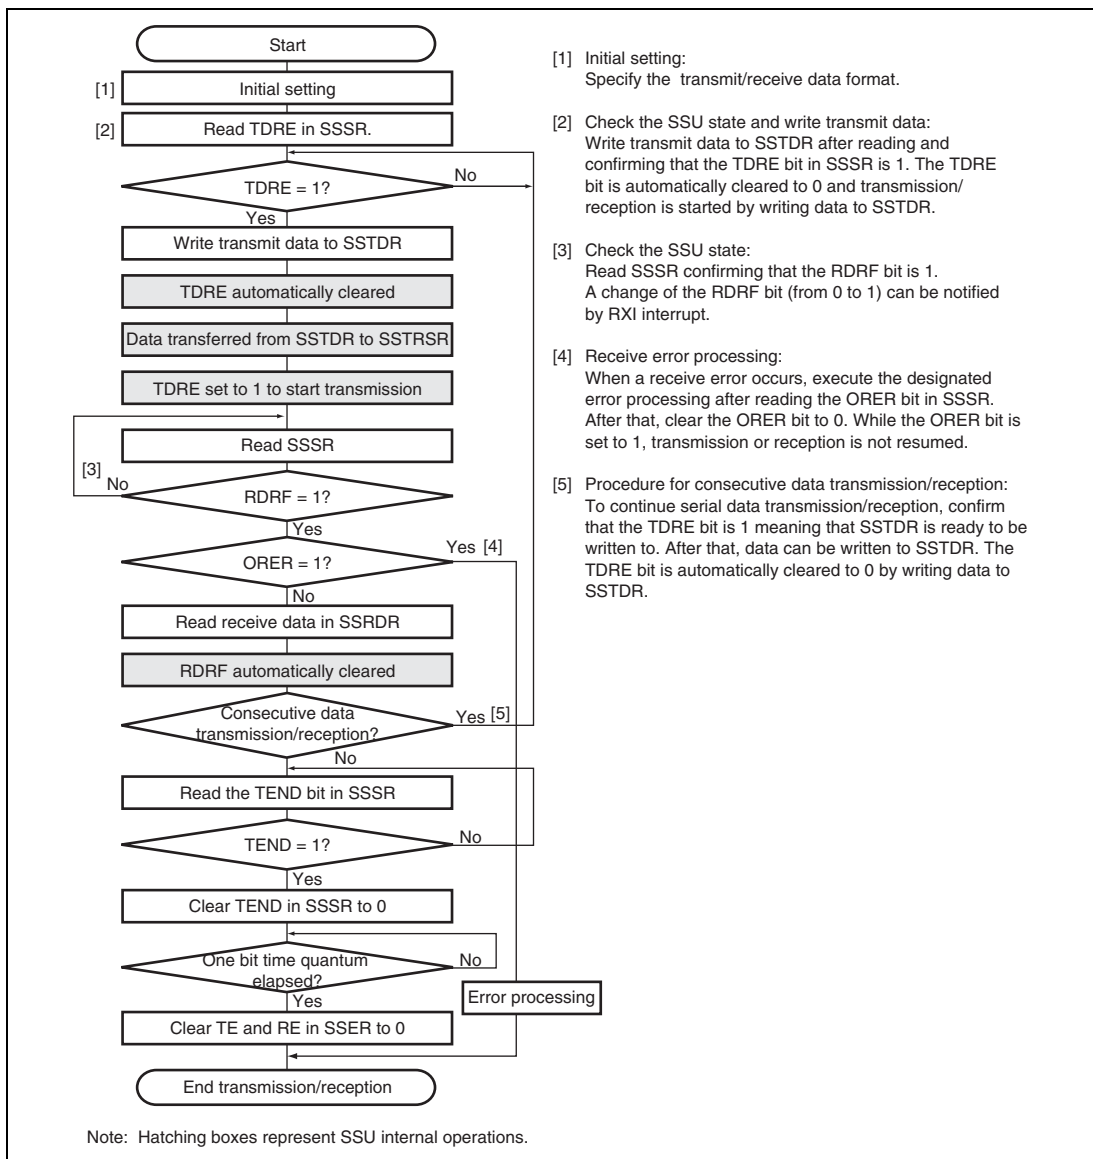 Start
[1] Initial setting
[2] Read TDRE in SSSR.
TDRE = 1?
No
Yes
Write transmit data to SSTDR
TDRE automatically cleared
Data transferred from SSTDR to SSTRSR
TDRE set to 1 to start transmission
Read SSSR
[3]
No
RDRF = 1?
Yes
ORER = 1?
Yes [4]
No
Read receive data in SSRDR
RDRF automatically cleared
Consecutive data
transmission/reception?
Yes [5]
No
Read the TEND bit in SSSR
TEND = 1?
No
Yes
Clear TEND in SSSR to 0
One bit time quantum
elapsed?
No
Yes
Error processing
Clear TE and RE in SSER to 0
End transmission/reception
[1] Initial setting:
Specify the transmit/receive data format.
[2] Check the SSU state and write transmit data:
Write transmit data to SSTDR after reading and
confirming that the TDRE bit in SSSR is 1. The TDRE
bit is automatically cleared to 0 and transmission/
reception is started by writing data to SSTDR.
[3] Check the SSU state:
Read SSSR confirming that the RDRF bit is 1.
A change of the RDRF bit (from 0 to 1) can be notified
by RXI interrupt.
[4] Receive error processing:
When a receive error occurs, execute the designated
error processing after reading the ORER bit in SSSR.
After that, clear the ORER bit to 0. While the ORER bit is
set to 1, transmission or reception is not resumed.
[5] Procedure for consecutive data transmission/reception:
To continue serial data transmission/reception, confirm
that the TDRE bit is 1 meaning that SSTDR is ready to be
written to. After that, data can be written to SSTDR. The
TDRE bit is automatically cleared to 0 by writing data to
SSTDR.
Note: Hatching boxes represent SSU internal operations.